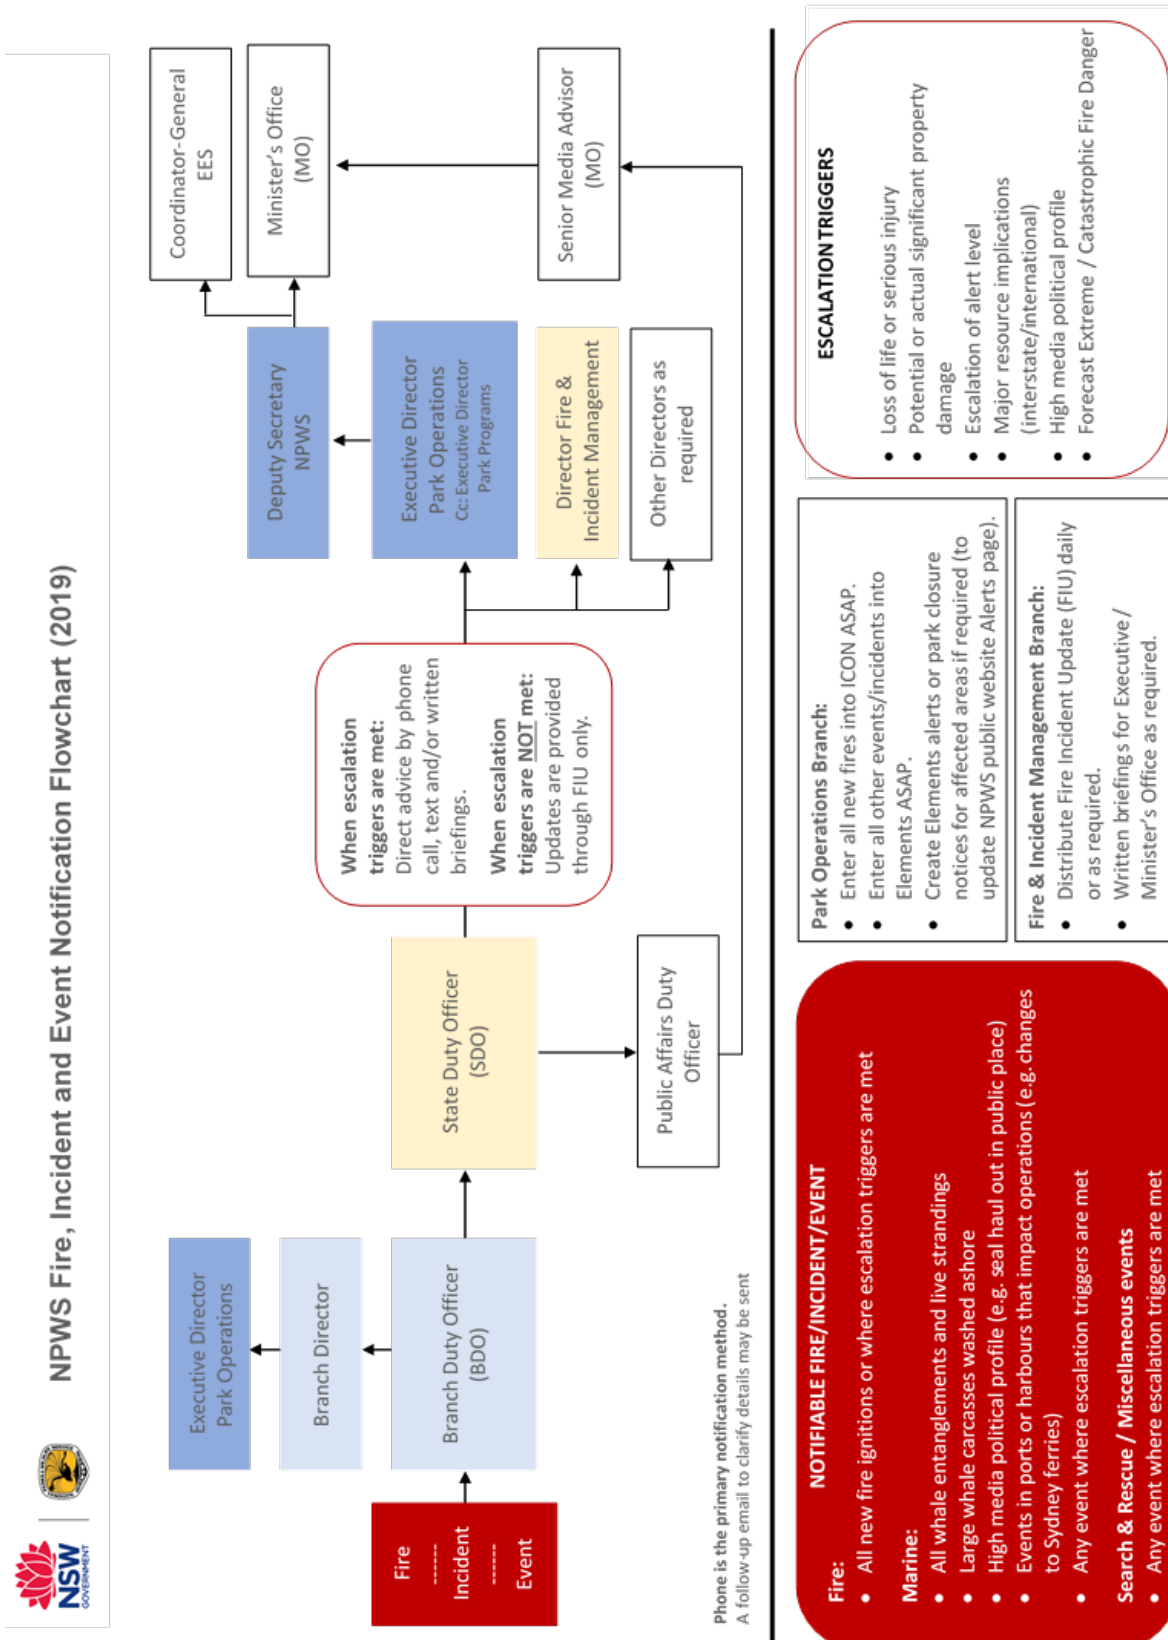 NSW
GOVERNMENT
NPWS Fire, Incident and Event Notification Flowchart (2019)
Fire
------
Incident
------
Event
Executive Director
Park Operations
Branch Director
Branch Duty Officer
(BDO)
State Duty Officer
(SDO)
Public Affairs Duty
Officer
When escalation
triggers are met:
Direct advice by phone
call, text and/or written
briefings.
When escalation
triggers are NOT met:
Updates are provided
through FIU only.
Deputy Secretary
NPWS
Executive Director
Park Operations
Cc: Executive Director
Park Programs
Director Fire &
Incident Management
Other Directors as
required
Coordinator-General
EES
Minister's Office
(MO)
Senior Media Advisor
(MO)
Phone is the primary notification method.
A follow-up email to clarify details may be sent
NOTIFIABLE FIRE/INCIDENT/EVENT
Fire:
• All new fire ignitions or where escalation triggers are met
Marine:
• All whale entanglements and live strandings
• Large whale carcasses washed ashore
• High media political profile (e.g. seal haul out in public place)
• Events in ports or harbours that impact operations (e.g. changes
to Sydney ferries)
• Any event where escalation triggers are met
Search & Rescue / Miscellaneous events
• Any event where escalation triggers are met
Park Operations Branch:
• Enter all new fires into ICON ASAP.
• Enter all other events/incidents into
Elements ASAP.
• Create Elements alerts or park closure
notices for affected areas if required (to
update NPWS public website Alerts page).
Fire & Incident Management Branch:
• Distribute Fire Incident Update (FIU) daily
or as required.
• Written briefings for Executive /
Minister's Office as required.
ESCALATION TRIGGERS
• Loss of life or serious injury
• Potential or actual significant property
damage
• Escalation of alert level
• Major resource implications
(interstate/international)
• High media political profile
• Forecast Extreme / Catastrophic Fire Danger